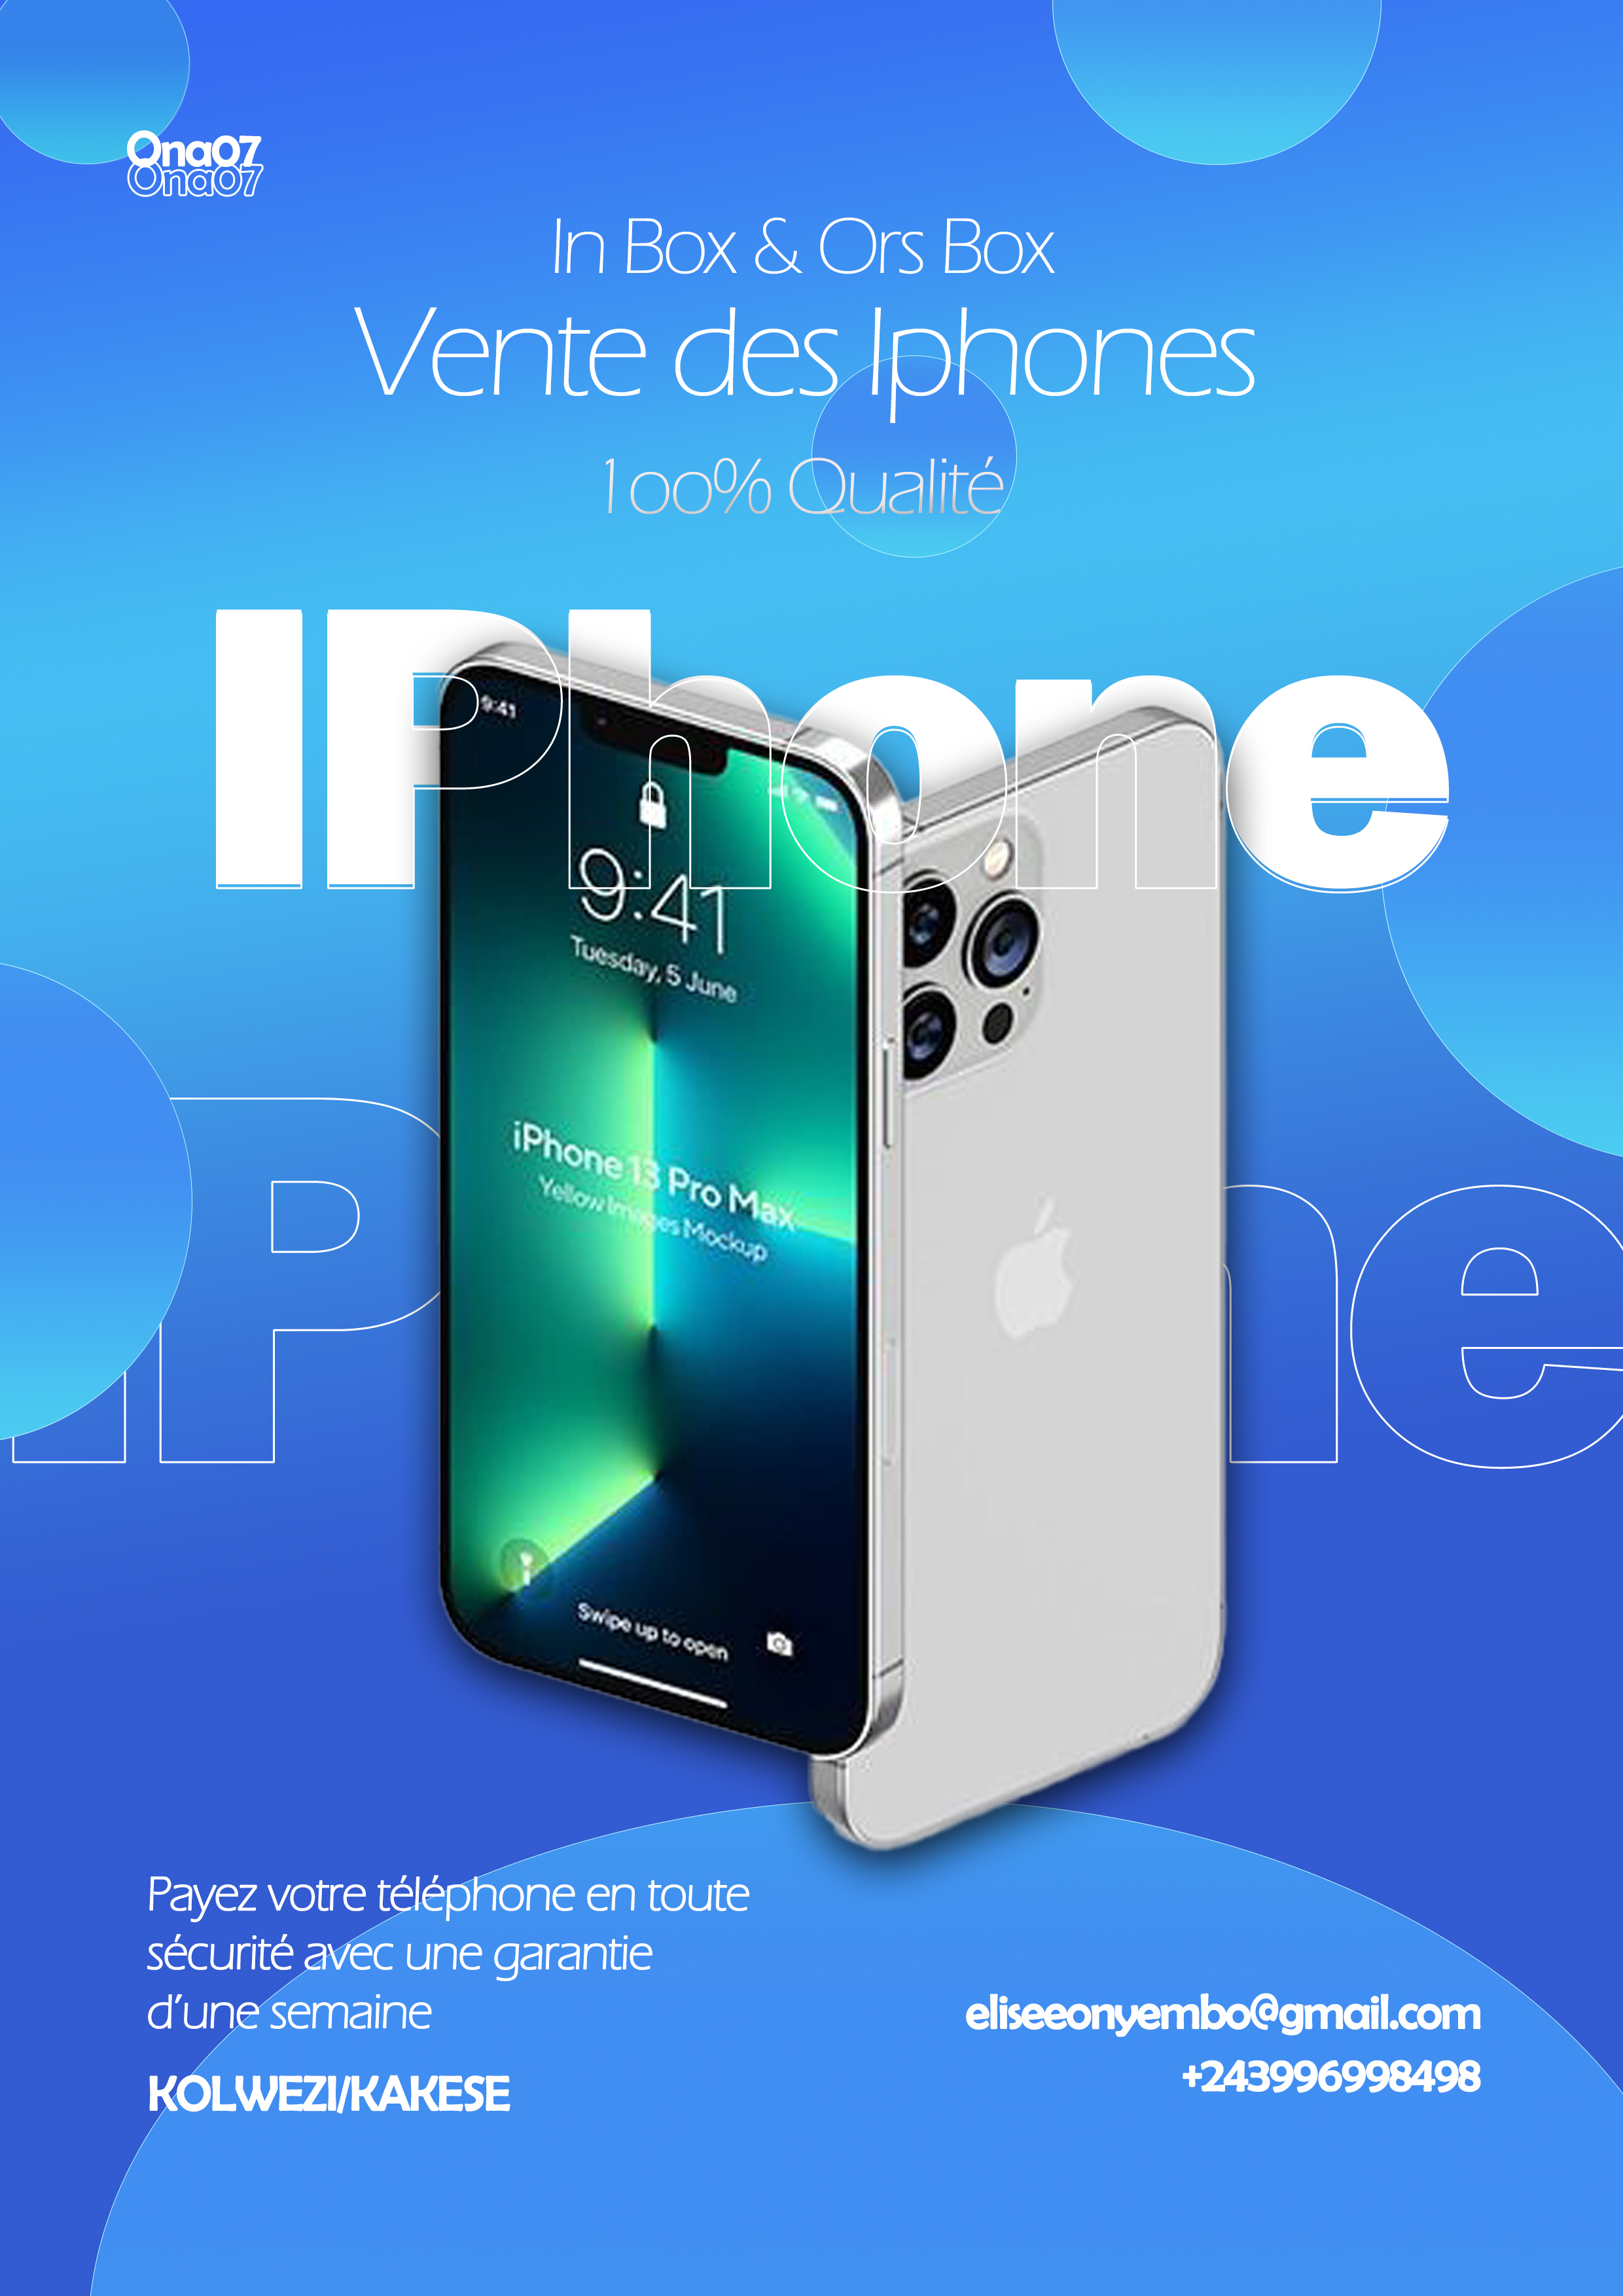 Ona07
Ona07
In Box & Ors Box
Vente des Iphones
100% Qualité
IPhone
9:41
9:41
Tuesday, 5 June
iPhone 13 Pro Max
Yellow Images Mockup
IPhone
Swipe up to open
Payez votre téléphone en toute
sécurité avec une garantie
d'une semaine
KOLWEZI/KAKESE
eliseeonyembo@gmail.com
+243996998498